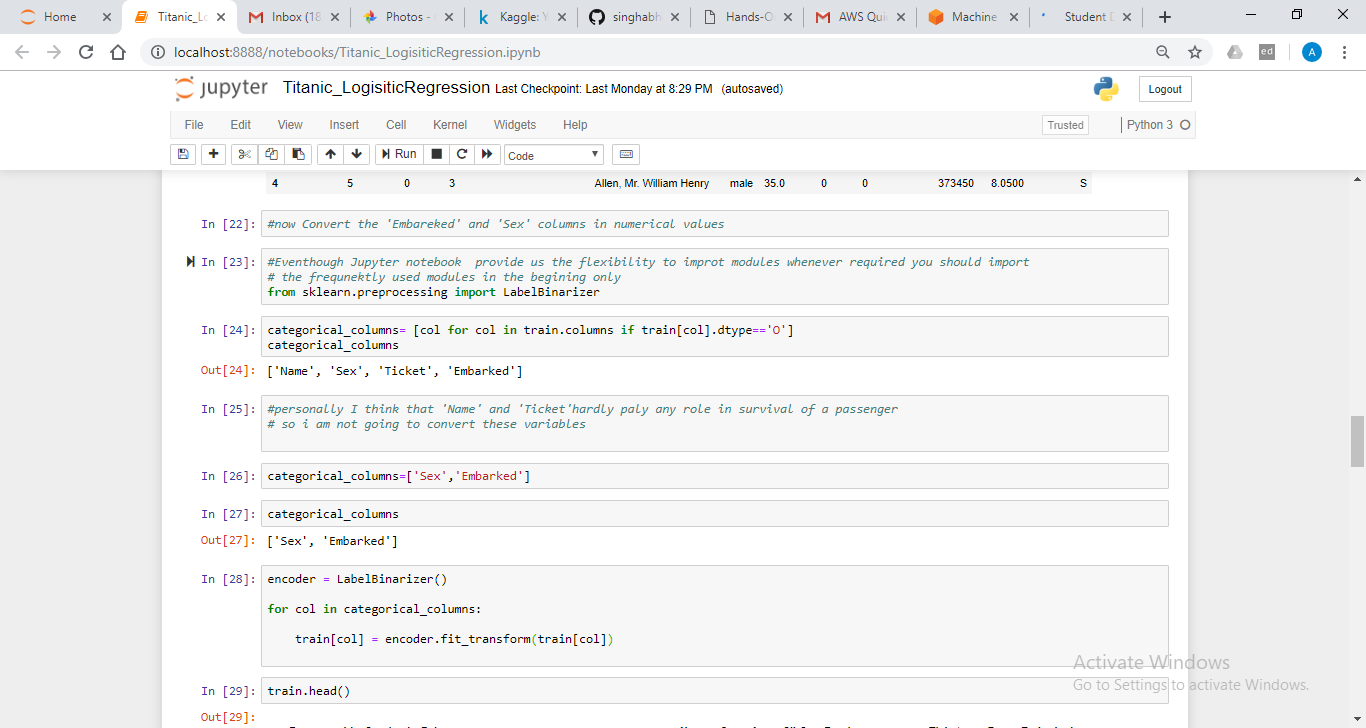 Home
Titanic_Lo
Inbox (18
Photos -
Kaggle: Y
singhabh
Hands-O
AWS Qui
Machine
Student D
localhost:8888/notebooks/Titanic_LogisiticRegression.ipynb
ed
A
jupyter Titanic_LogisiticRegression Last Checkpoint: Last Monday at 8:29 PM (autosaved)
Logout
File Edit View Insert Cell Kernel Widgets Help
Trusted
Python 3
Run
Code
4 5 0 3 Allen, Mr. William Henry male 35.0 0 0 373450 8.0500 S
In [22]: #now Convert the 'Embareked' and 'Sex' columns in numerical values
In [23]: #Eventhough Jupyter notebook  provide us the flexibility to improt modules whenever required you should import
# the frequnektly used modules in the begining only
from sklearn.preprocessing import LabelBinarizer
In [24]: categorical_columns= [col for col in train.columns if train[col].dtype=='O']
categorical_columns
Out[24]: ['Name', 'Sex', 'Ticket', 'Embarked']
In [25]: #personally I think that 'Name' and 'Ticket'hardly paly any role in survival of a passenger
# so i am not going to convert these variables
In [26]: categorical_columns=['Sex','Embarked']
In [27]: categorical_columns
Out[27]: ['Sex', 'Embarked']
In [28]: encoder = LabelBinarizer()
for col in categorical_columns:
train[col] = encoder.fit_transform(train[col])
In [29]: train.head()
Out[29]:
Activate Windows
Go to Settings to activate Windows.